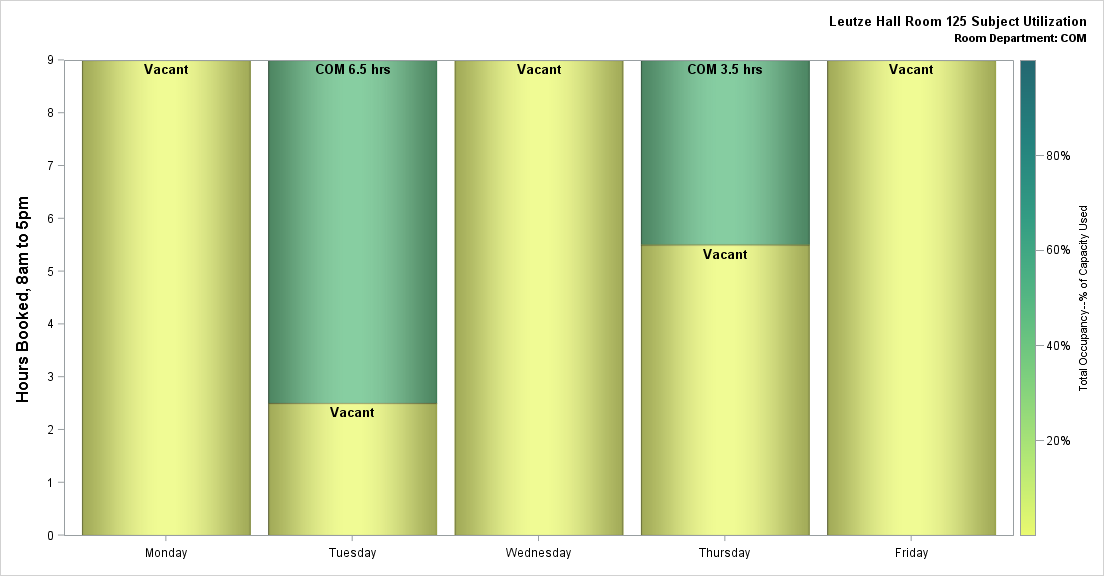 Leutze Hall Room 125 Subject Utilization
Room Department: COM
Hours Booked, 8am to 5pm
9
8
7
6
5
4
3
2
1
0
Vacant
COM 6.5 hrs
Vacant
Vacant
COM 3.5 hrs
Vacant
Vacant
Monday
Tuesday
Wednesday
Thursday
Friday
80%
60%
40%
20%
Total Occupancy--% of Capacity Used